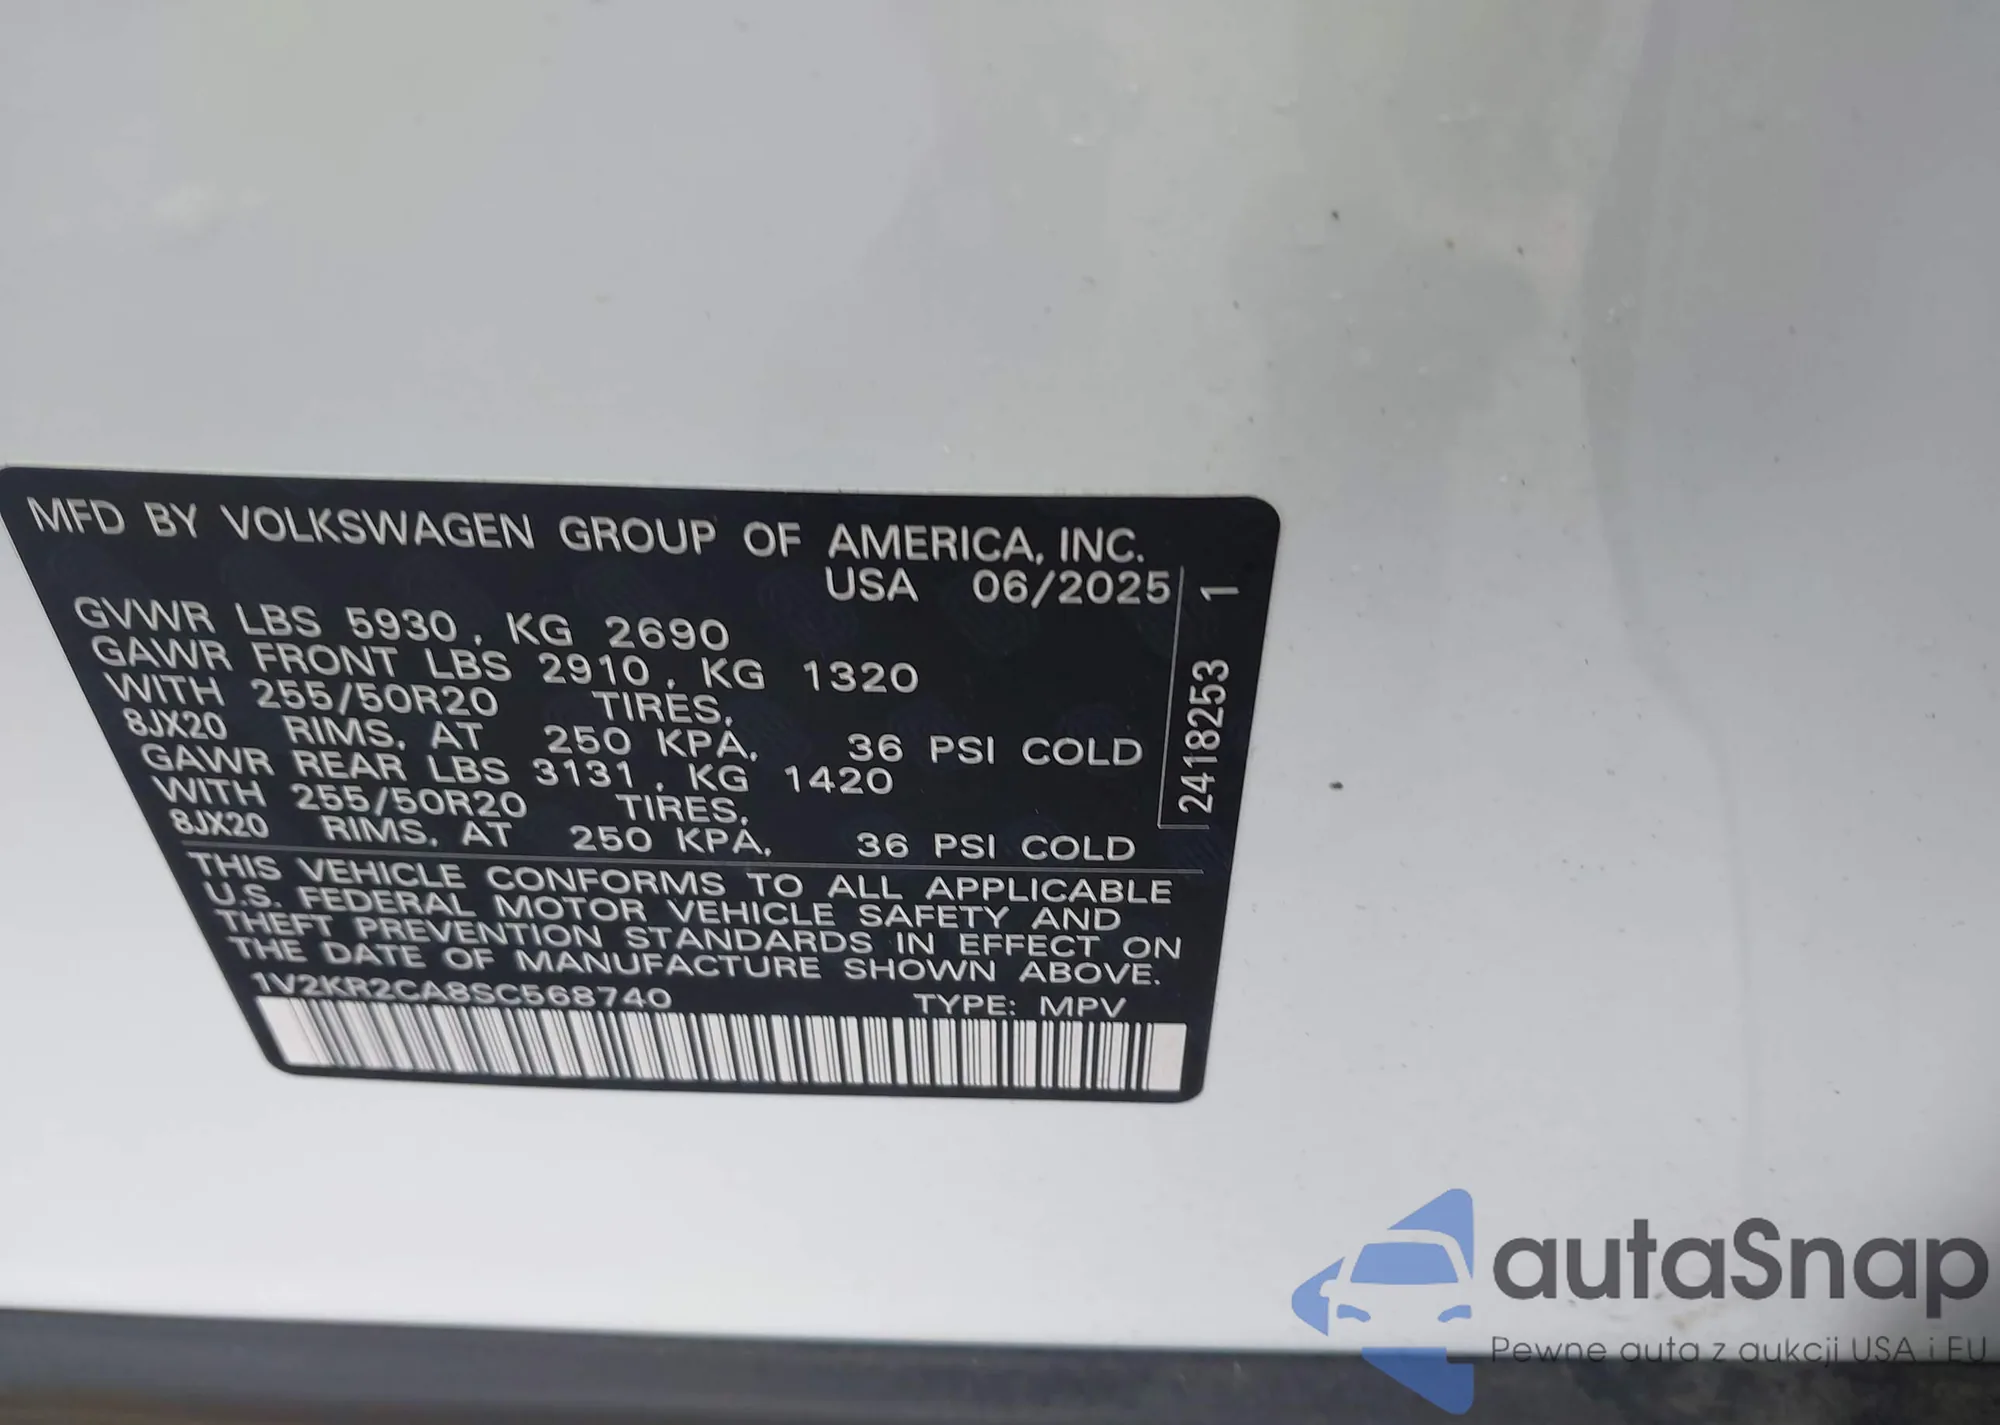 MFD BY VOLKSWAGEN GROUP OF AMERICA, INC.
USA 06/2025
GVWR LBS 5930, KG 2690
GAWR FRONT LBS 2910, KG 1320
WITH 255/50R20 TIRES,
8JX20 RIMS, AT 250 KPA, 36 PSI COLD
GAWR REAR LBS 3131, KG 1420
WITH 255/50R20 TIRES,
8JX20 RIMS, AT 250 KPA, 36 PSI COLD
2418253 1
THIS VEHICLE CONFORMS TO ALL APPLICABLE
U.S. FEDERAL MOTOR VEHICLE SAFETY AND
THEFT PREVENTION STANDARDS IN EFFECT ON
THE DATE OF MANUFACTURE SHOWN ABOVE.
1V2KR2CA8SC568740 TYPE: MPV
autaSnap
Pewne auta z aukcji USA i EU